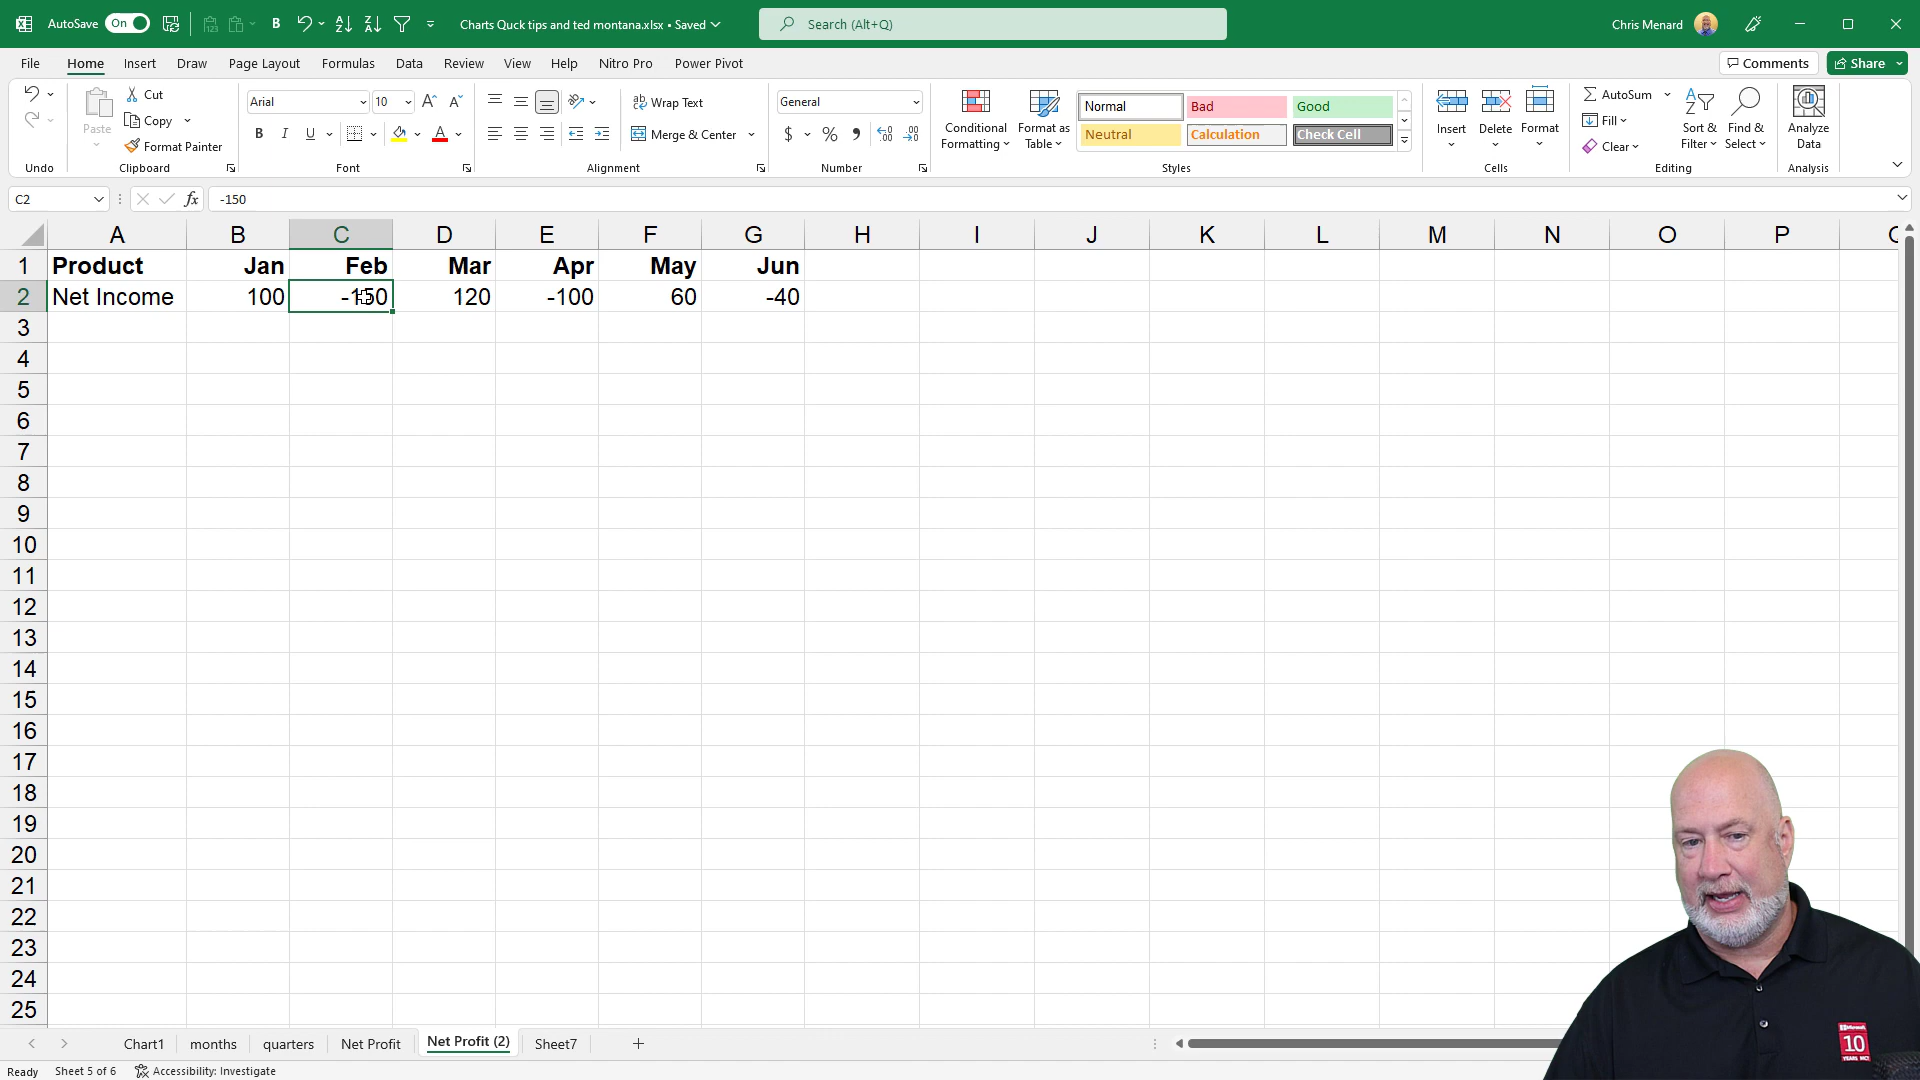 AutoSave On
Charts Quck tips and ted montana.xlsx • Saved
Search (Alt+Q)
Chris Menard
File Home Insert Draw Page Layout Formulas Data Review View Help Nitro Pro Power Pivot
Comments Share
Undo
Paste
Cut
Copy
Format Painter
Clipboard
Arial 10
B I U
Font
Wrap Text
Merge & Center
Alignment
General
$ % 9
Number
Conditional Formatting
Format as Table
Normal Bad Good
Neutral Calculation Check Cell
Styles
Insert Delete Format
Cells
AutoSum
Fill
Clear
Sort & Filter
Find & Select
Editing
Analyze Data
Analysis
C2 fx -150
A B C D E F G H I J K L M N O P
1 Product Jan Feb Mar Apr May Jun
2 Net Income 100 -150 120 -100 60 -40
3
4
5
6
7
8
9
10
11
12
13
14
15
16
17
18
19
20
21
22
23
24
25
Chart1 months quarters Net Profit Net Profit (2) Sheet7
Ready Sheet 5 of 6 Accessibility: Investigate
Microsoft
10
YEARS